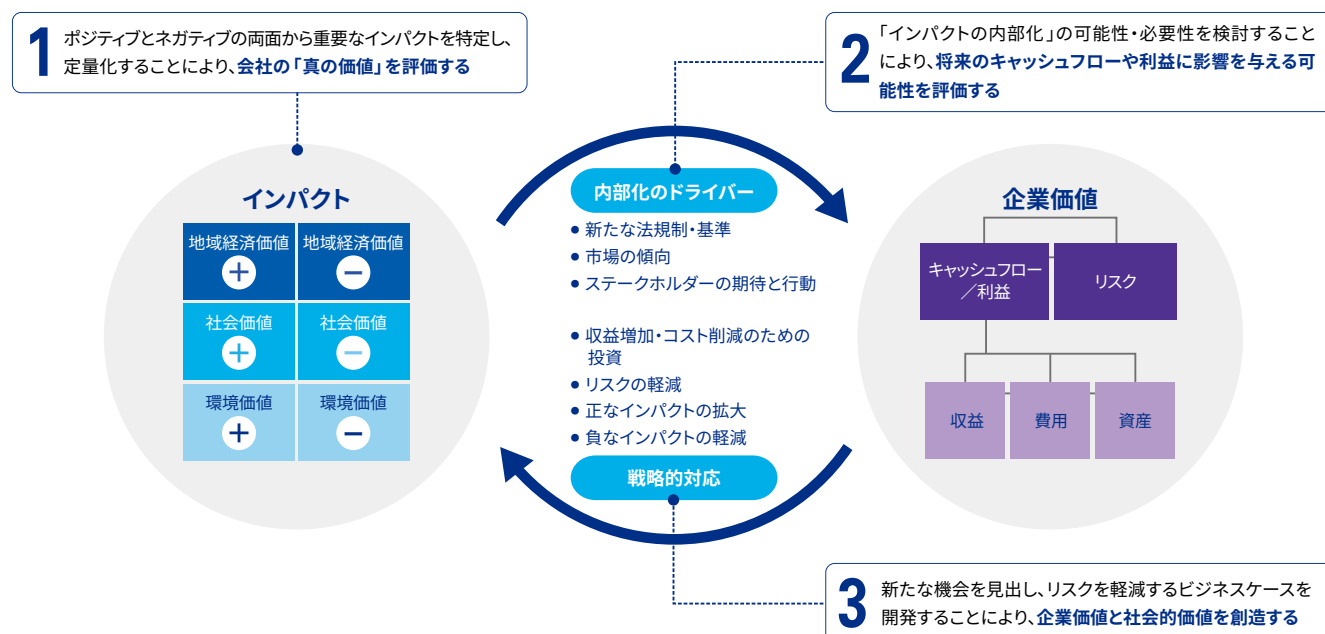 1
ポジティブとネガティブの両面から重要なインパクトを特定し、
定量化することにより、会社の「真の価値」を評価する
2
「インパクトの内部化」の可能性・必要性を検討すること
により、将来のキャッシュフローや利益に影響を与える可
能性を評価する
インパクト
地域経済価値
+
地域経済価値
−
社会価値
+
社会価値
−
環境価値
+
環境価値
−
内部化のドライバー
• 新たな法規制・基準
• 市場の傾向
• ステークホルダーの期待と行動
• 収益増加・コスト削減のための
投資
• リスクの軽減
• 正なインパクトの拡大
• 負なインパクトの軽減
戦略的対応
企業価値
キャッシュフロー
／利益
リスク
収益
費用
資産
3
新たな機会を見出し、リスクを軽減するビジネスケースを
開発することにより、企業価値と社会的価値を創造する